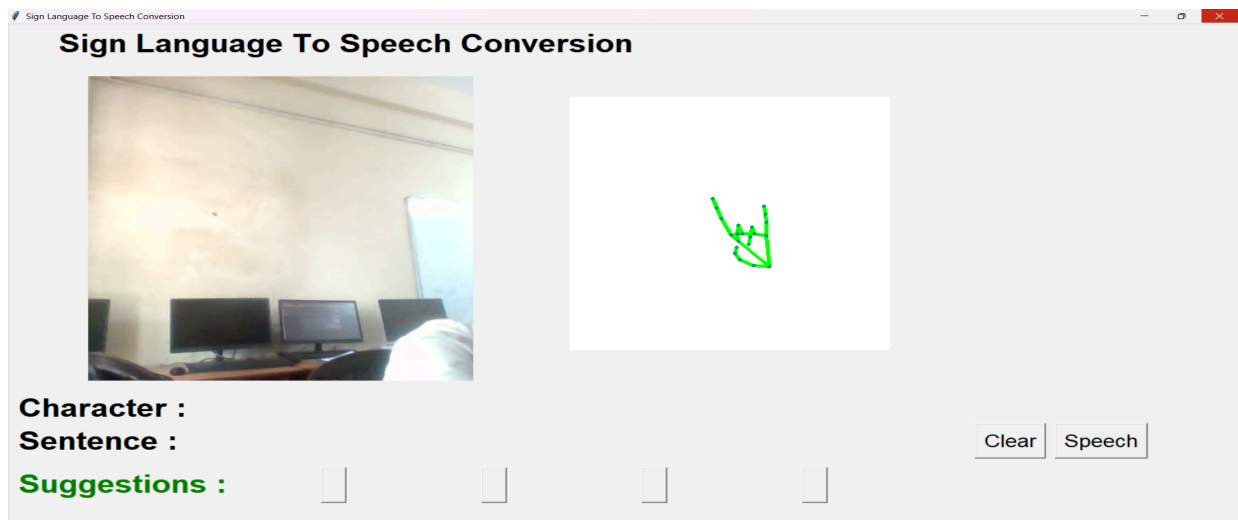 Sign Language To Speech Conversion
Sign Language To Speech Conversion
Character :
Sentence :
Clear Speech
Suggestions :